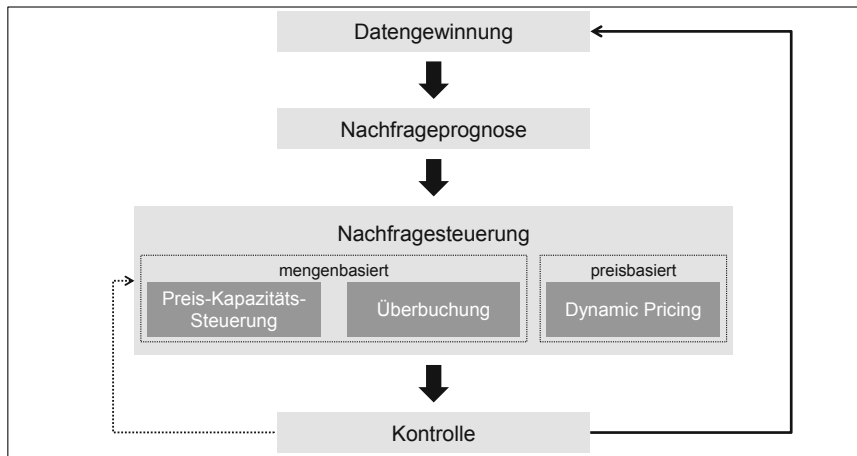 Datengewinnung
Nachfrageprognose
Nachfragesteuerung
mengenbasiert
Preis-Kapazitäts-
Steuerung
Überbuchung
preisbasiert
Dynamic Pricing
Kontrolle